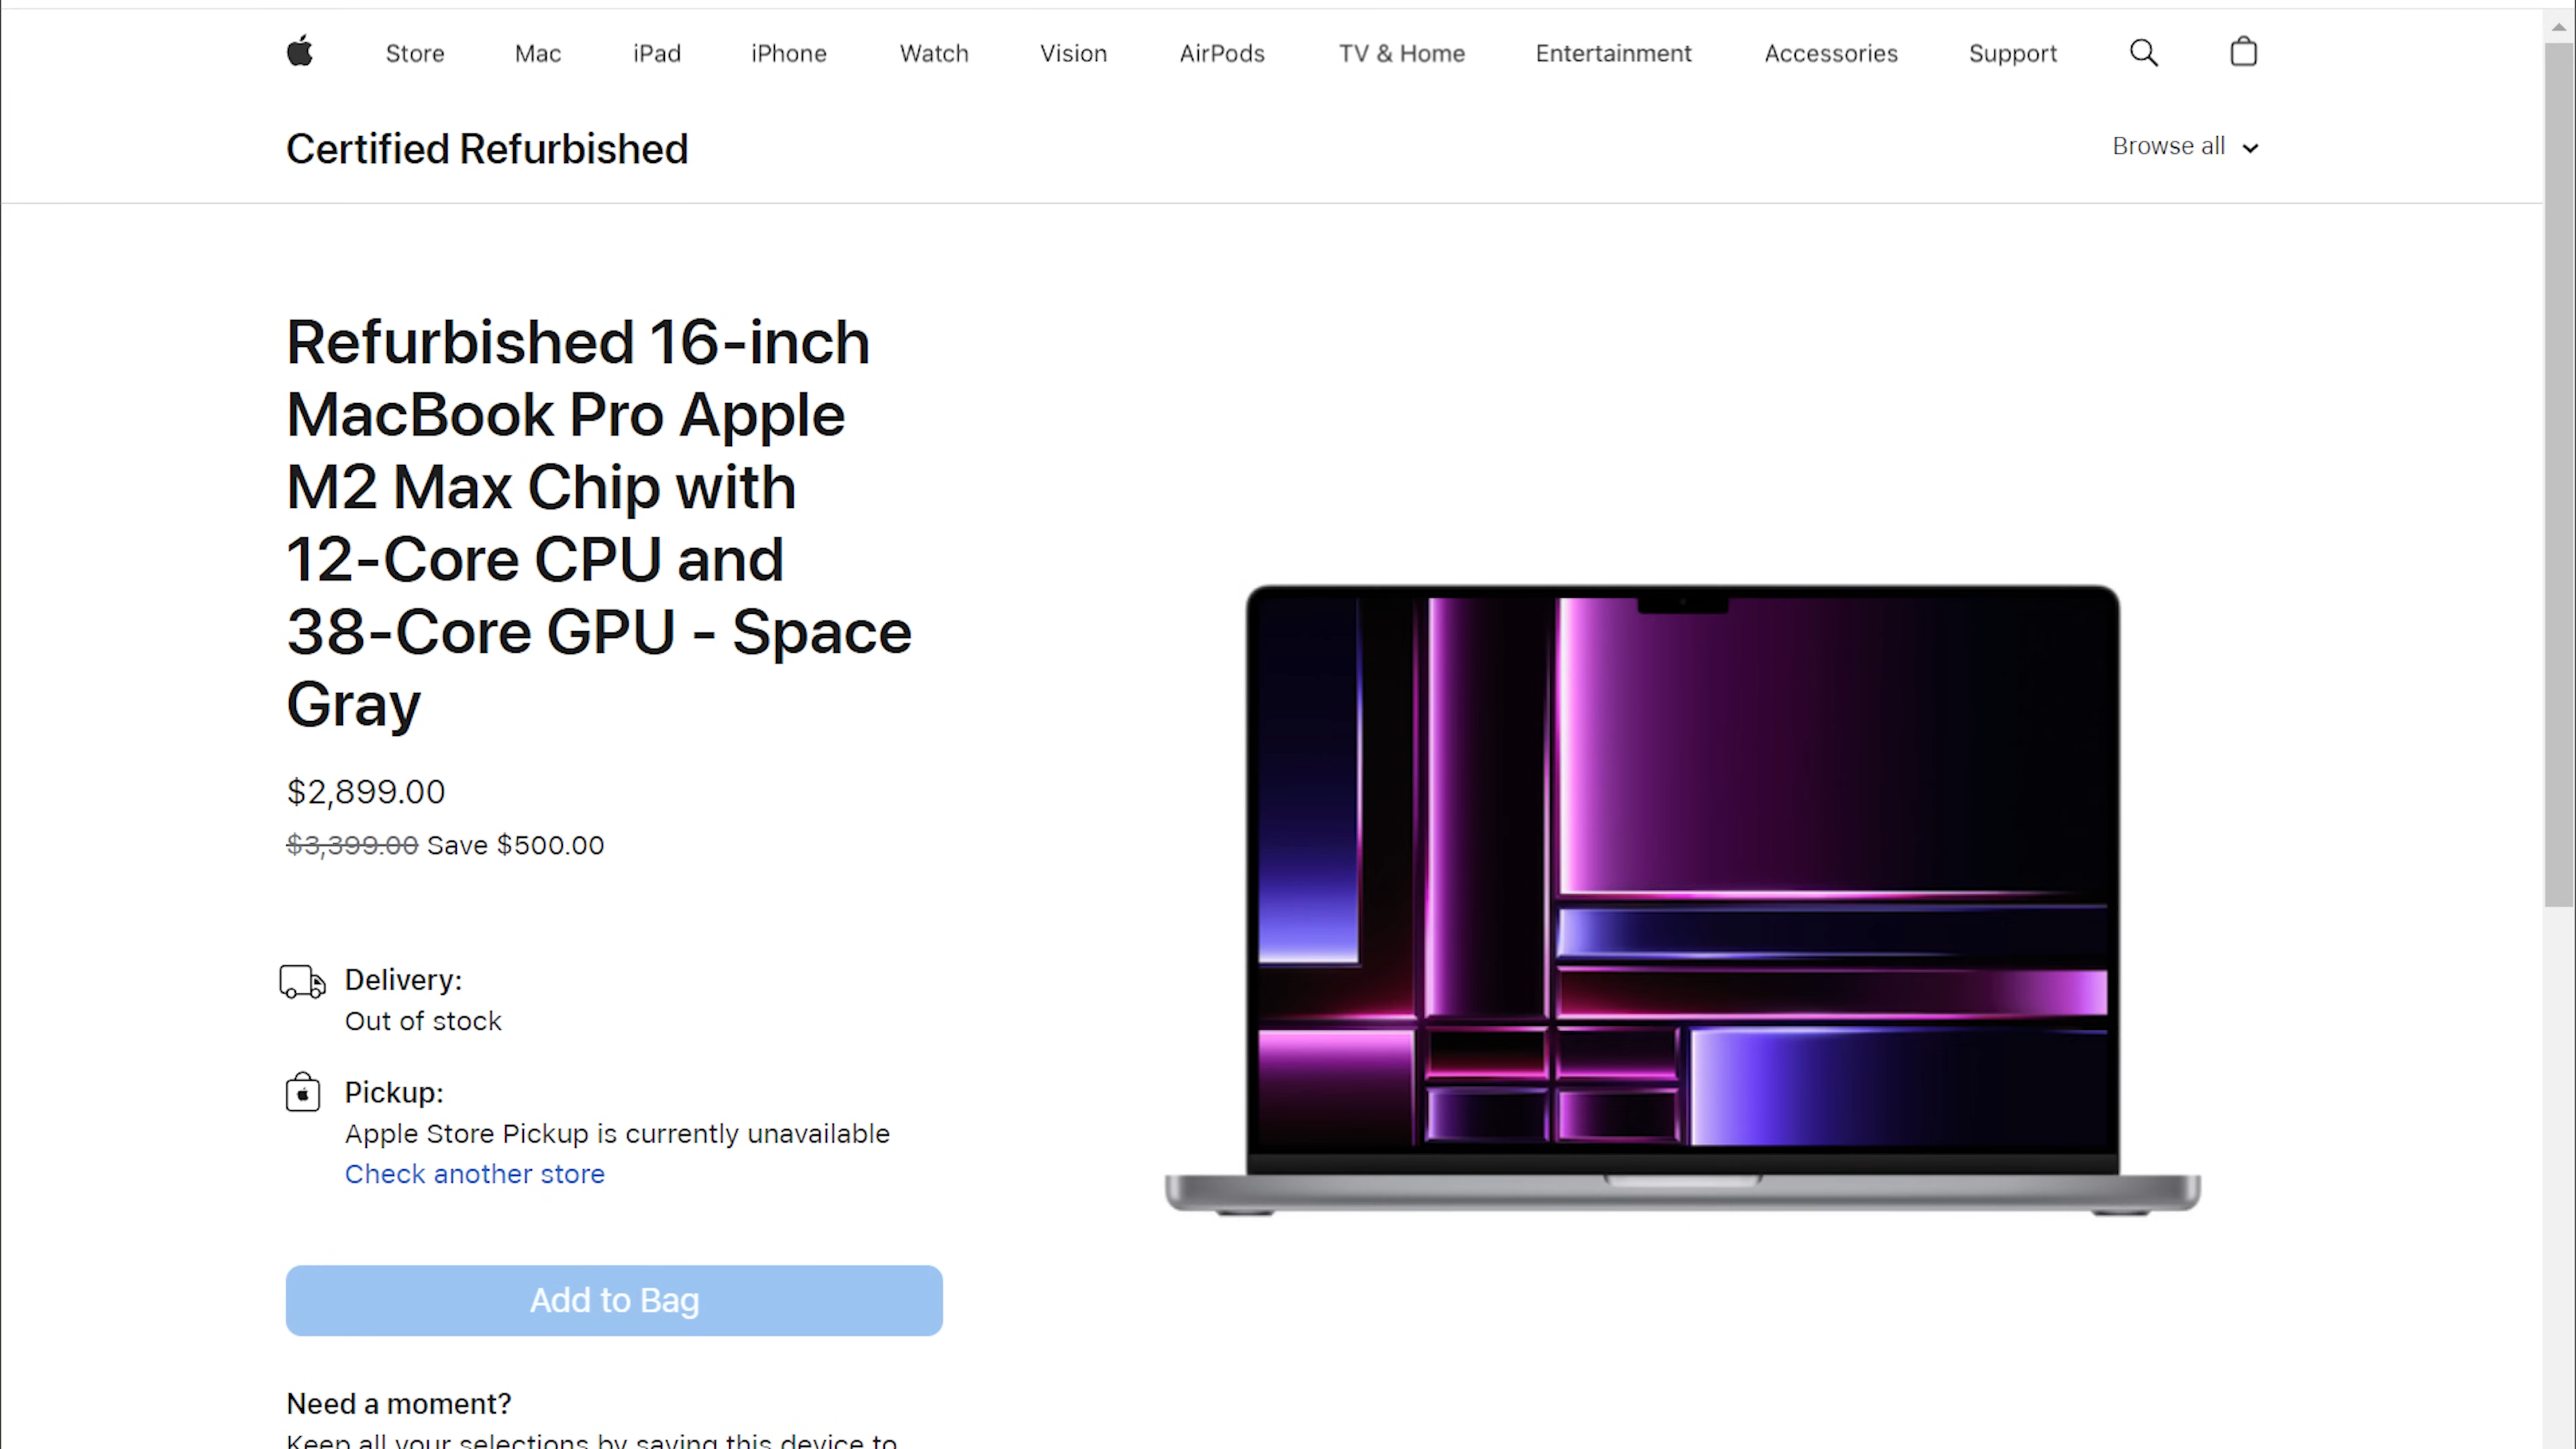 Store Mac iPad iPhone Watch Vision AirPods TV & Home Entertainment Accessories Support
Certified Refurbished
Browse all
Refurbished 16-inch
MacBook Pro Apple
M2 Max Chip with
12-Core CPU and
38-Core GPU - Space
Gray
$2,899.00
$3,399.00 Save $500.00
Delivery:
Out of stock
Pickup:
Apple Store Pickup is currently unavailable
Check another store
Add to Bag
Need a moment?
Keep all your selections by saving this device to